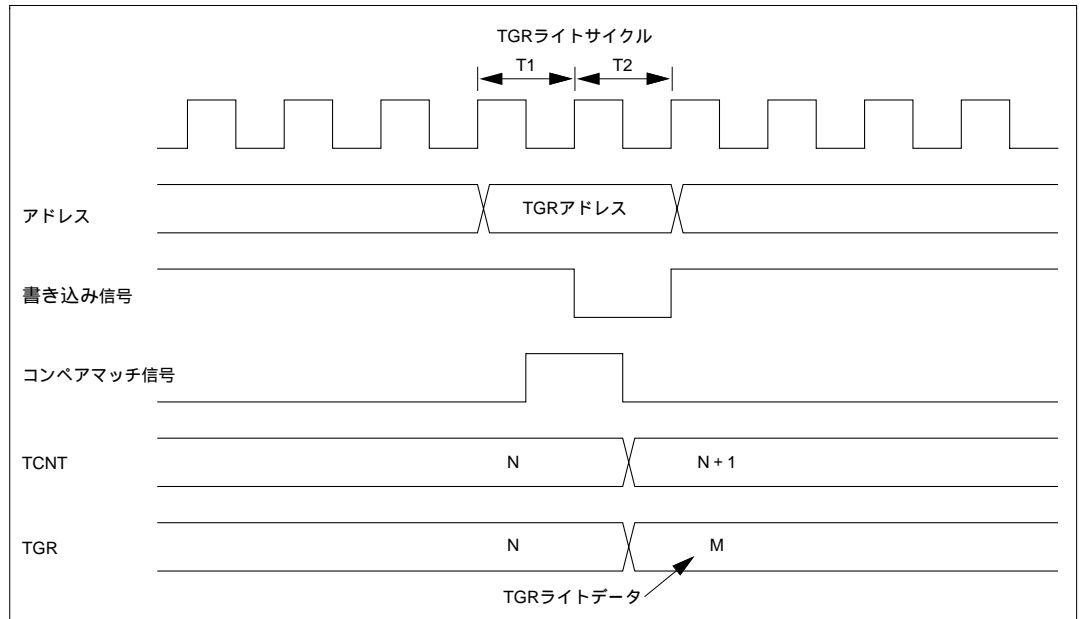 TGRライトサイクル
T1 T2
アドレス TGRアドレス
書き込み信号
コンペアマッチ信号
TCNT N N + 1
TGR N M
TGRライトデータ